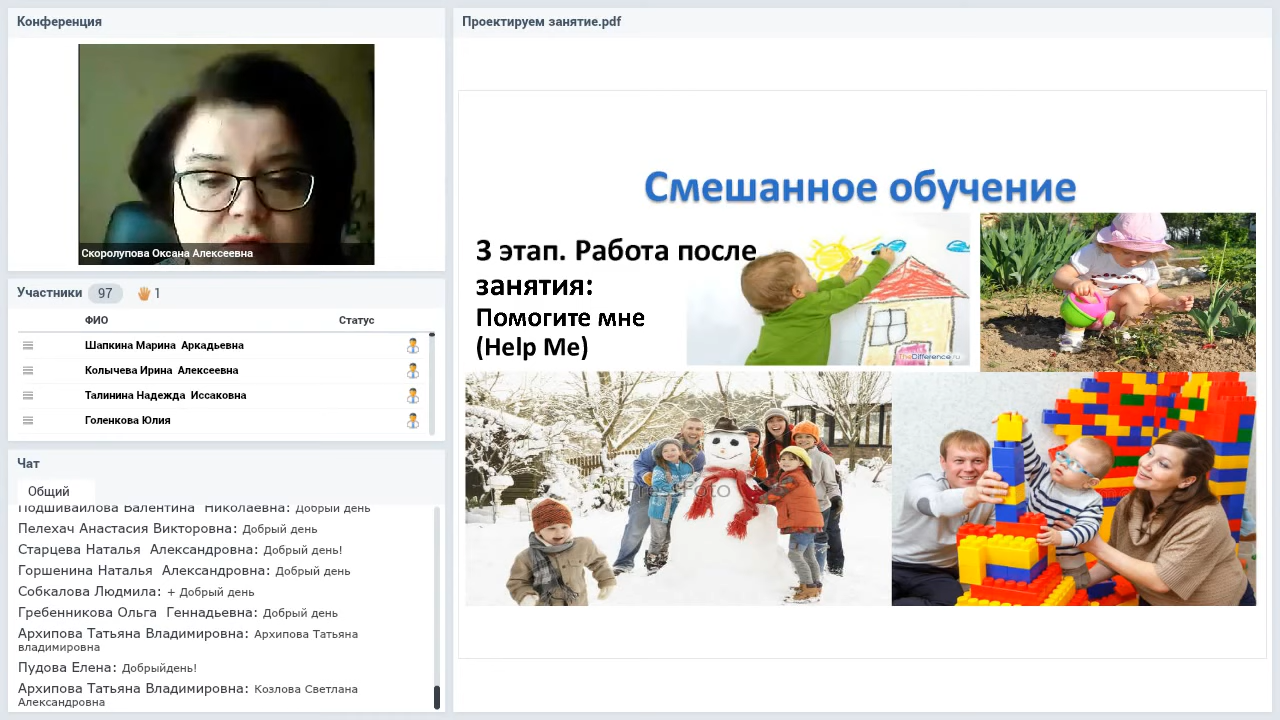 Конференция
Скоролупова Оксана Алексеевна
Участники 97 1
ФИО Статус
Шапкина Марина Аркадьевна
Колычева Ирина Алексеевна
Талинина Надежда Иссаковна
Голенкова Юлия
Чат
Общий
Подшивайлова Валентина Николаевна: Добрый день
Пелехач Анастасия Викторовна: Добрый день
Старцева Наталья Александровна: Добрый день!
Горшенина Наталья Александровна: Добрый день
Собкалова Людмила: + Добрый день
Гребенникова Ольга Геннадьевна: Добрый день
Архипова Татьяна Владимировна: Архипова Татьяна
владимировна
Пудова Елена: Добрыйдень!
Архипова Татьяна Владимировна: Козлова Светлана
Александровна
Проектируем занятие.pdf
Смешанное обучение
3 этап. Работа после
занятия:
Помогите мне
(Help Me)
TheDifference.ru